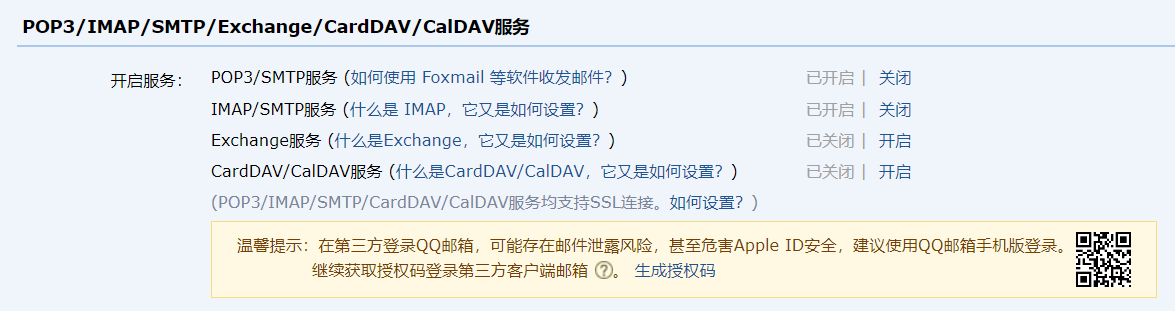 POP3/IMAP/SMTP/Exchange/CardDAV/CalDAV服务
开启服务： POP3/SMTP服务 (如何使用 Foxmail 等软件收发邮件？) 已开启 | 关闭
IMAP/SMTP服务 (什么是 IMAP，它又是如何设置？) 已开启 | 关闭
Exchange服务 (什么是Exchange，它又是如何设置？) 已关闭 | 开启
CardDAV/CalDAV服务 (什么是CardDAV/CalDAV，它又是如何设置？) 已关闭 | 开启
(POP3/IMAP/SMTP/CardDAV/CalDAV服务均支持SSL连接。如何设置？)
温馨提示：在第三方登录QQ邮箱，可能存在邮件泄露风险，甚至危害Apple ID安全，建议使用QQ邮箱手机版登录。
继续获取授权码登录第三方客户端邮箱 ?。 生成授权码